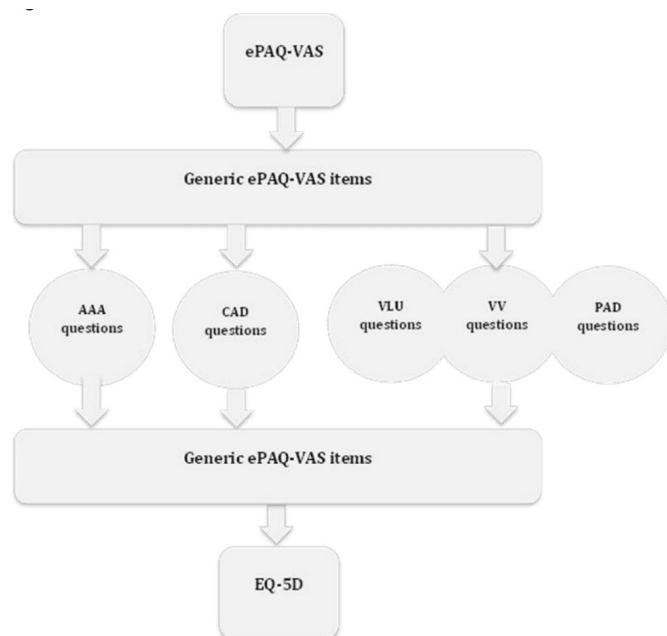 ePAQ-VAS
Generic ePAQ-VAS items
AAA
questions
CAD
questions
VLU
questions
VV
questions
PAD
questions
Generic ePAQ-VAS items
EQ-5D